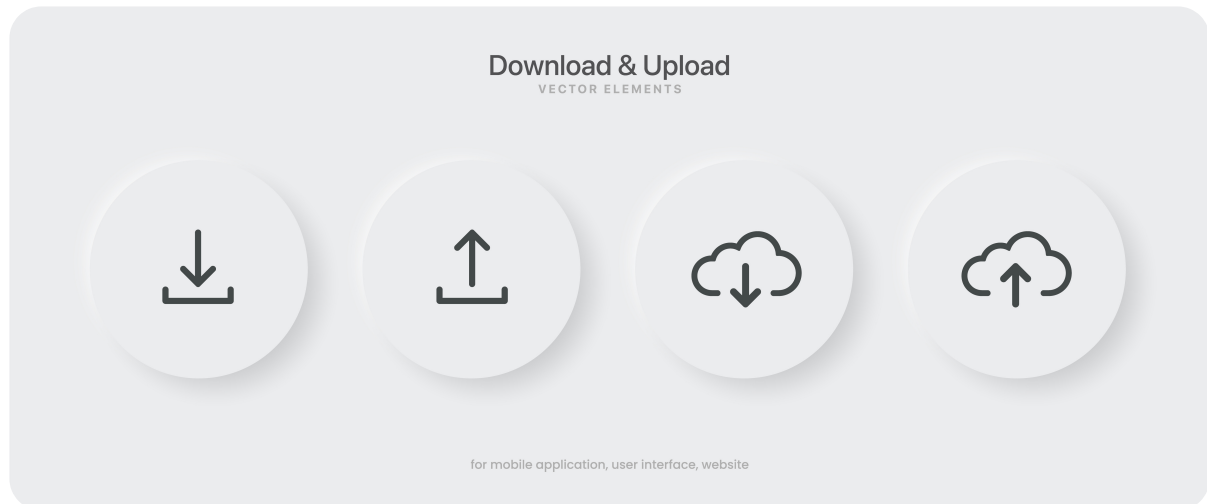 Download & Upload
VECTOR ELEMENTS
for mobile application, user interface, website